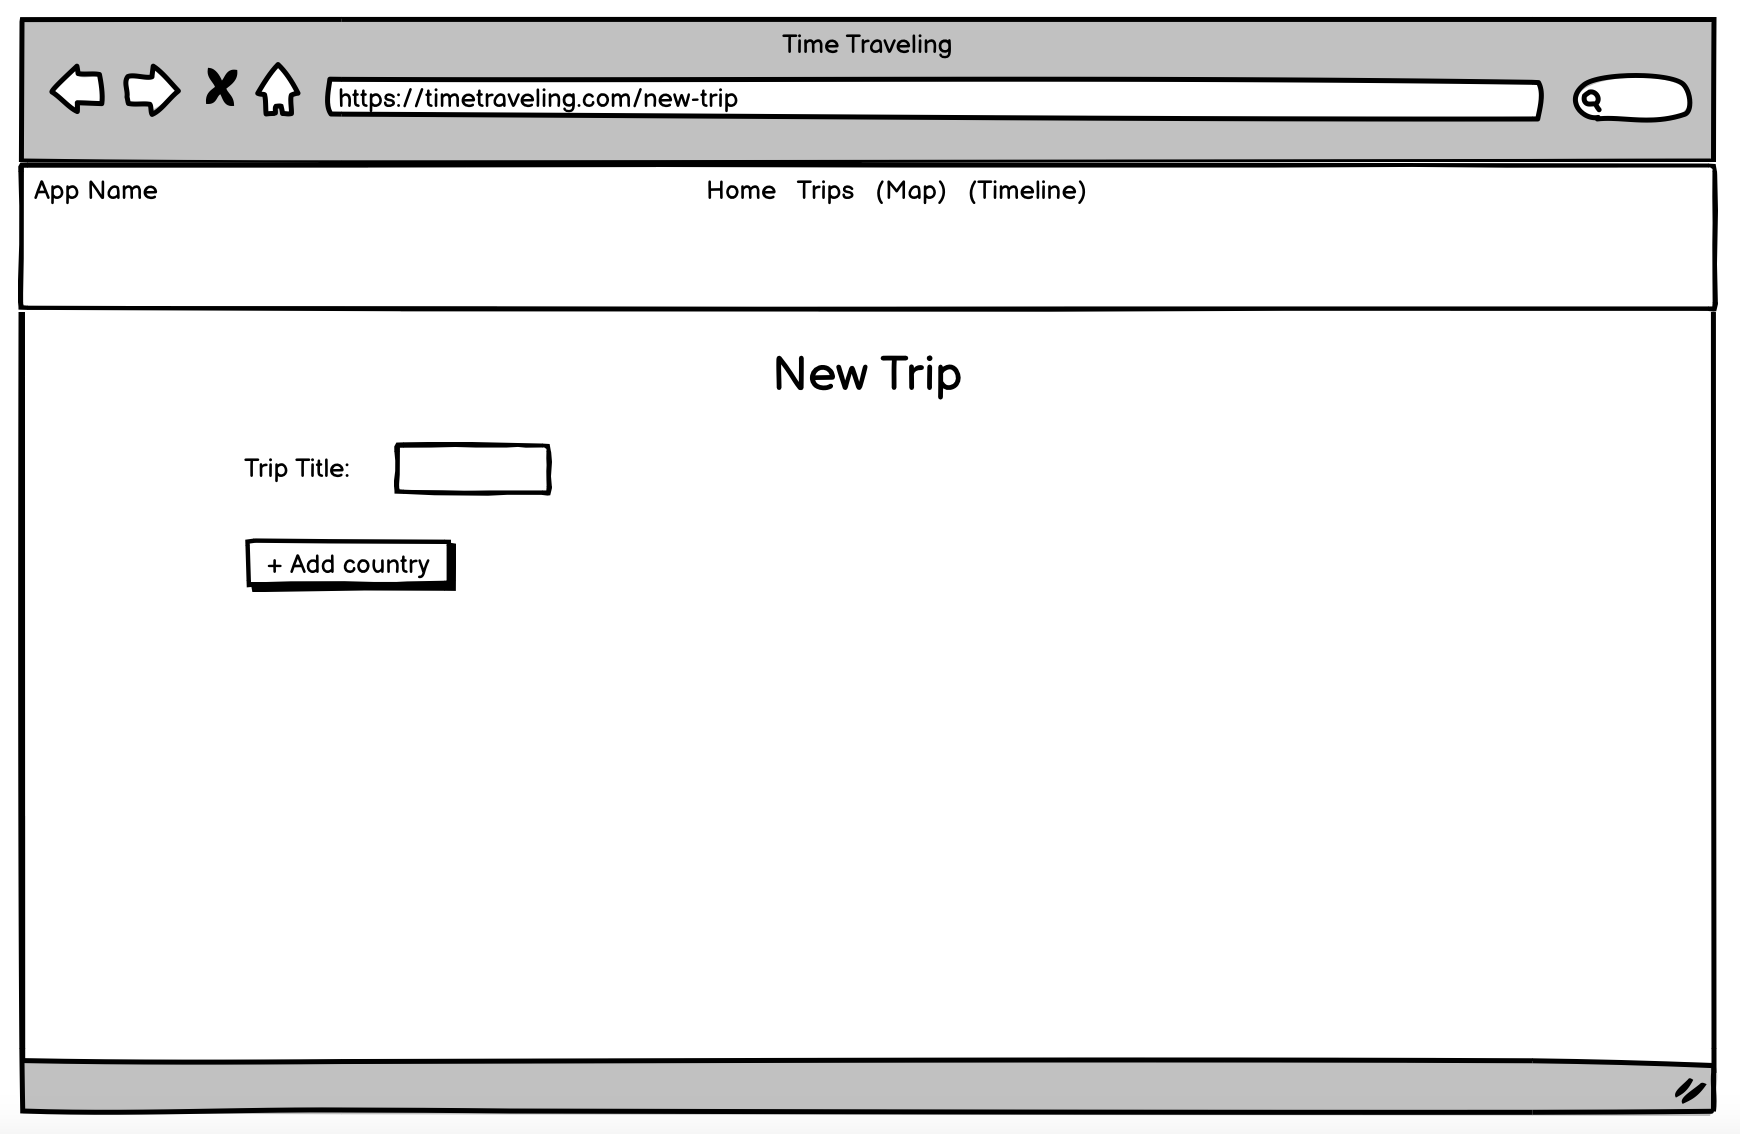 Time Traveling
https://timetraveling.com/new-trip
App Name
Home Trips (Map) (Timeline)
New Trip
Trip Title:
+ Add country